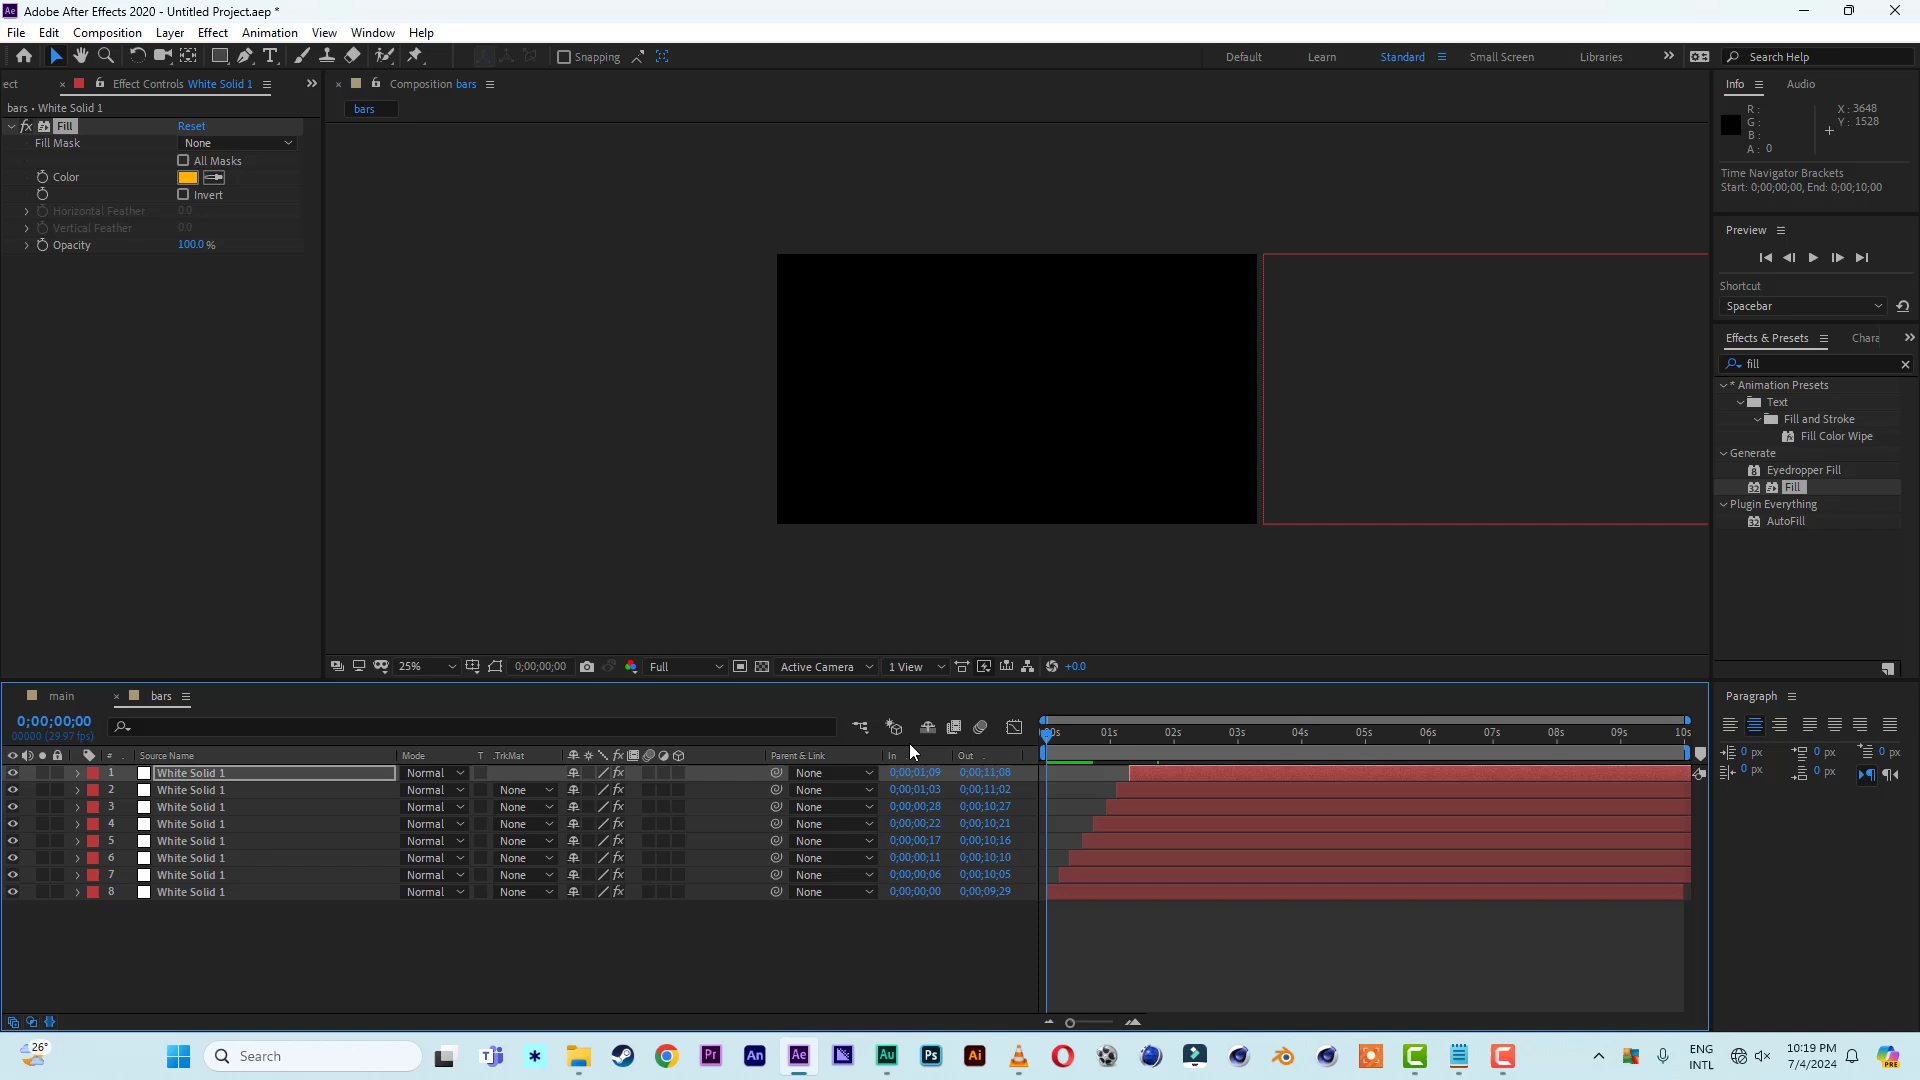 Adobe After Effects 2020 - Untitled Project.aep *
File Edit Composition Layer Effect Animation View Window Help
Snapping Default Learn Standard Small Screen Libraries Search Help
ect Effect Controls White Solid 1
bars • White Solid 1
fx Fill Reset
Fill Mask None
All Masks
Color
Invert
Horizontal Feather 0.0
Vertical Feather 0.0
Opacity 100.0 %
Composition bars
bars
25% 0;00;00;00 Full Active Camera 1 View +0.0
Info Audio
R :
G :
B :
A : 0
X : 3648
Y : 1528
Time Navigator Brackets
Start: 0;00;00;00, End: 0;00;10;00
Preview
Shortcut
Spacebar
Effects & Presets Chara
fill
* Animation Presets
Text
Fill and Stroke
Fill Color Wipe
Generate
Eyedropper Fill
Fill
Plugin Everything
AutoFill
Paragraph
0 px 0 px 0 px
0 px 0 px
main bars
0;00;00;00
00000 (29.97 fps)
# Source Name Mode T .TrkMat fx Parent & Link In Out
00s 01s 02s 03s 04s 05s 06s 07s 08s 09s 10s
1 White Solid 1 Normal fx None 0;00;01;09 0;00;11;08
2 White Solid 1 Normal None fx None 0;00;01;03 0;00;11;02
3 White Solid 1 Normal None fx None 0;00;00;28 0;00;10;27
4 White Solid 1 Normal None fx None 0;00;00;22 0;00;10;21
5 White Solid 1 Normal None fx None 0;00;00;17 0;00;10;16
6 White Solid 1 Normal None fx None 0;00;00;11 0;00;10;10
7 White Solid 1 Normal None fx None 0;00;00;06 0;00;10;05
8 White Solid 1 Normal None fx None 0;00;00;00 0;00;09;29
26° Search Pr An Ae Au Ps Ai
ENG
INTL
10:19 PM
7/4/2024